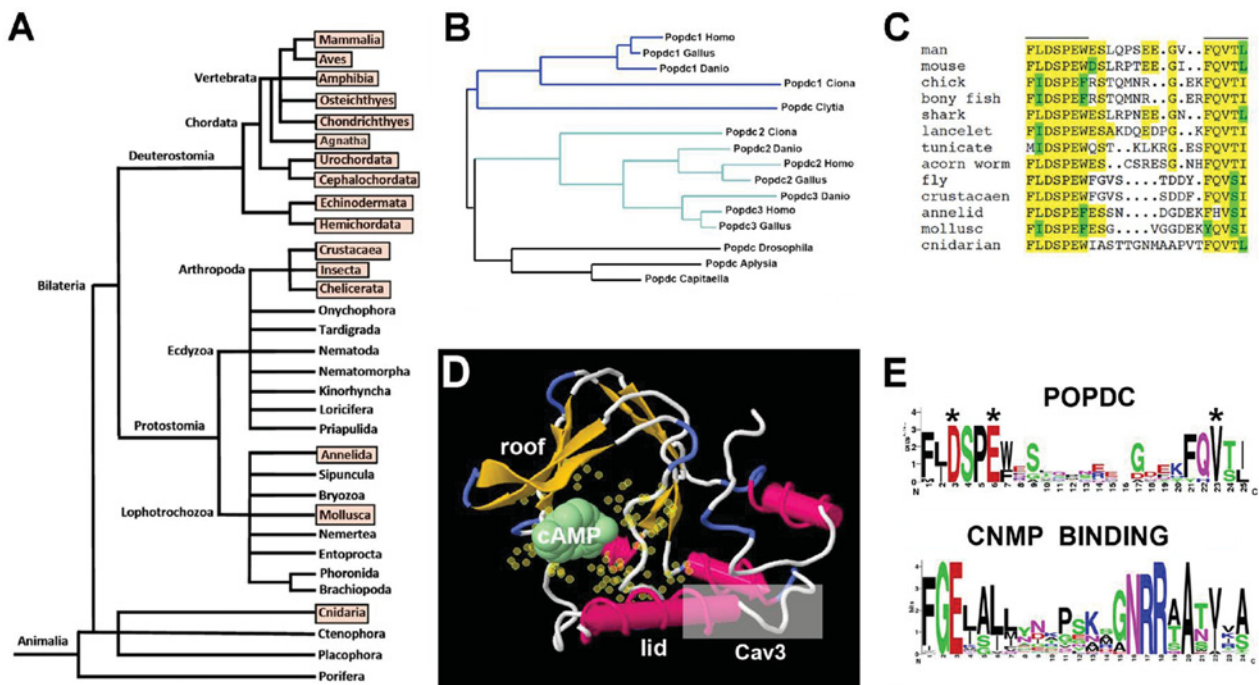 A
Mammalia
Aves
Vertebrata
Amphibia
Osteichthyes
Chordata
Chondrichthyes
Agnatha
Deuterostomia
Urochordata
Cephalochordata
Echinodermata
Hemichordata
Crustacea
Arthropoda
Insecta
Bilateria
Chelicerata
Onychophora
Tardigrada
Ecdyzoa
Nematoda
Nematomorpha
Kinorhyncha
Loricifera
Priapulida
Protostomia
Annelida
Sipuncula
Bryozoa
Lophotrochozoa
Mollusca
Nemertea
Entoprocta
Phoronida
Brachiopoda
Cnidaria
Animalia
Ctenophora
Placophora
Porifera
B
Popdc1 Homo
Popdc1 Gallus
Popdc1 Danio
Popdc1 Ciona
Popdc Clytia
Popdc2 Ciona
Popdc2 Danio
Popdc2 Homo
Popdc2 Gallus
Popdc3 Danio
Popdc3 Homo
Popdc3 Gallus
Popdc Drosophila
Popdc Aplysia
Popdc Capitaella
C
man FLDSPEWESLQPSEE.GV..FQVTL
mouse FLDSPEWDSLRPTEE.GI..FQVTL
chick FIDSPEFRSTQMNR..G.EKFQVTI
bony fish FIDSPEFRSTQMNR..G.ERFQVTI
shark FLDSPEWESLRPNEE.GN..FQVTL
lancelet FIDSPEWESAKDQEDPG..KFQVTI
tunicate MIDSPEWQST.KLKRG.ESFQVTI
acorn worm FLDSPEWES..CSRESG.NHFQVTI
fly FLDSPEWFGVS....TDDY.FQVSI
crustacaen FLDSPEWFGVS....SDDF.FQVSI
annelid FLDSPEFESSN....DGDEKFHVSI
mollusc FIDSPEFESG....VGGDEKYQVSI
cnidarian FLDSPEWIASTTGNMAAPVTFQVTL
D
roof
cAMP
lid
Cav3
E
POPDC
* * *
CNMP BINDING